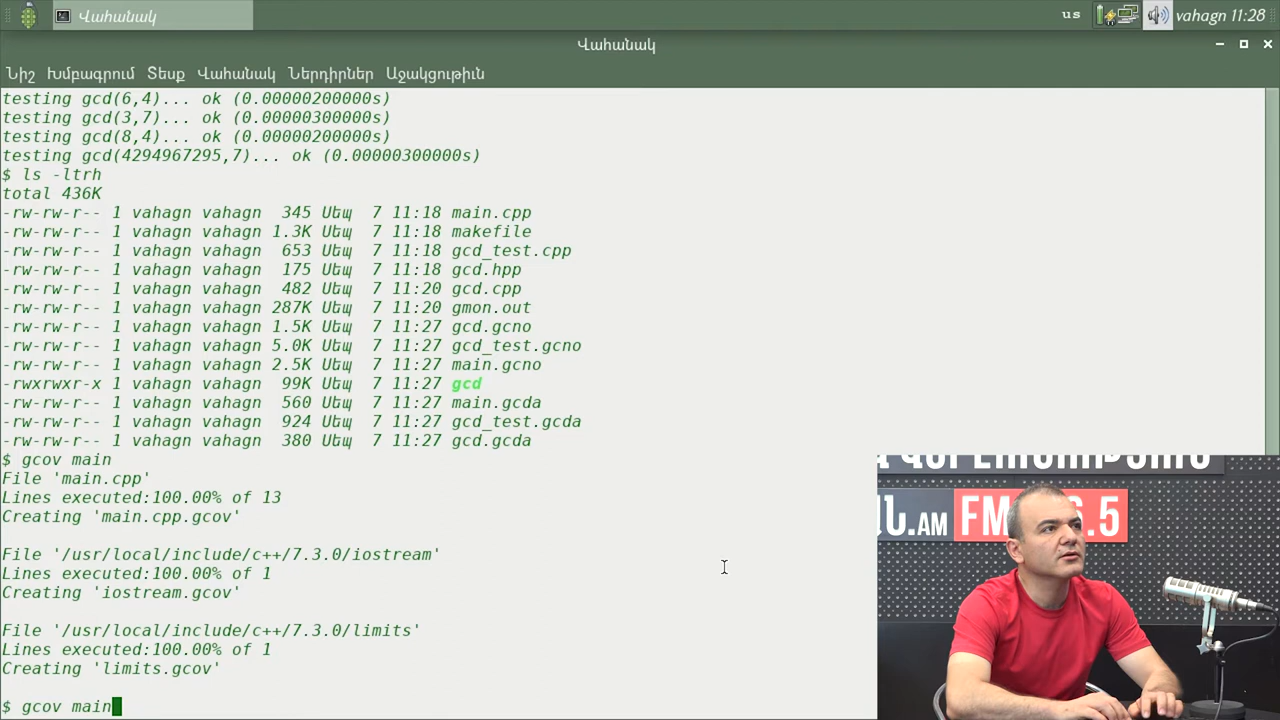 Վահանակ
us
vahagn 11:28
Վահանակ
Նիշ Խմբագրում Տեսք Վահանակ Ներդիրներ Աջակցութիւն
testing gcd(6,4)... ok (0.00000200000s)
testing gcd(3,7)... ok (0.00000300000s)
testing gcd(8,4)... ok (0.00000200000s)
testing gcd(4294967295,7)... ok (0.00000300000s)
$ ls -ltrh
total 436K
-rw-rw-r-- 1 vahagn vahagn 345 Սեպ 7 11:18 main.cpp
-rw-rw-r-- 1 vahagn vahagn 1.3K Սեպ 7 11:18 makefile
-rw-rw-r-- 1 vahagn vahagn 653 Սեպ 7 11:18 gcd_test.cpp
-rw-rw-r-- 1 vahagn vahagn 175 Սեպ 7 11:18 gcd.hpp
-rw-rw-r-- 1 vahagn vahagn 482 Սեպ 7 11:20 gcd.cpp
-rw-rw-r-- 1 vahagn vahagn 287K Սեպ 7 11:20 gmon.out
-rw-rw-r-- 1 vahagn vahagn 1.5K Սեպ 7 11:27 gcd.gcno
-rw-rw-r-- 1 vahagn vahagn 5.0K Սեպ 7 11:27 gcd_test.gcno
-rw-rw-r-- 1 vahagn vahagn 2.5K Սեպ 7 11:27 main.gcno
-rwxrwxr-x 1 vahagn vahagn 99K Սեպ 7 11:27 gcd
-rw-rw-r-- 1 vahagn vahagn 560 Սեպ 7 11:27 main.gcda
-rw-rw-r-- 1 vahagn vahagn 924 Սեպ 7 11:27 gcd_test.gcda
-rw-rw-r-- 1 vahagn vahagn 380 Սեպ 7 11:27 gcd.gcda
$ gcov main
File 'main.cpp'
Lines executed:100.00% of 13
Creating 'main.cpp.gcov'
File '/usr/local/include/c++/7.3.0/iostream'
Lines executed:100.00% of 1
Creating 'iostream.gcov'
File '/usr/local/include/c++/7.3.0/limits'
Lines executed:100.00% of 1
Creating 'limits.gcov'
$ gcov main